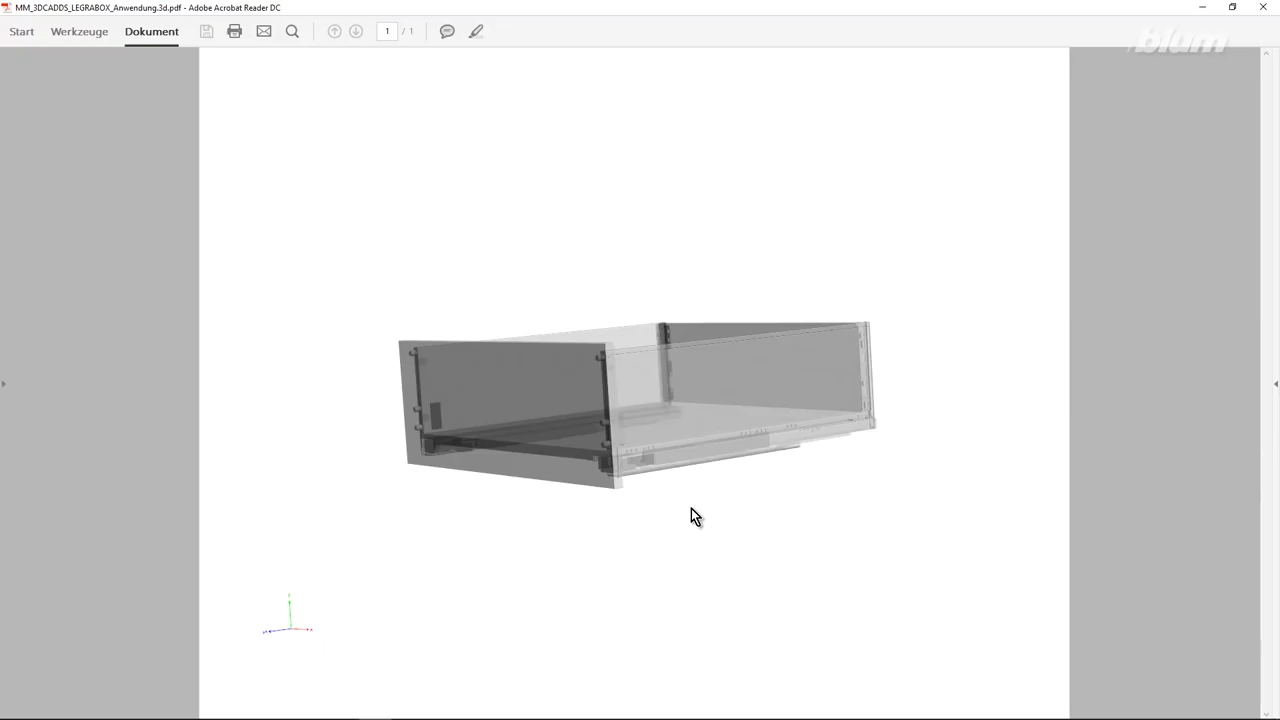 MM_3DCADDS_LEGRABOX_Anwendung.3d.pdf - Adobe Acrobat Reader DC
Start Werkzeuge Dokument 1 / 1
blum